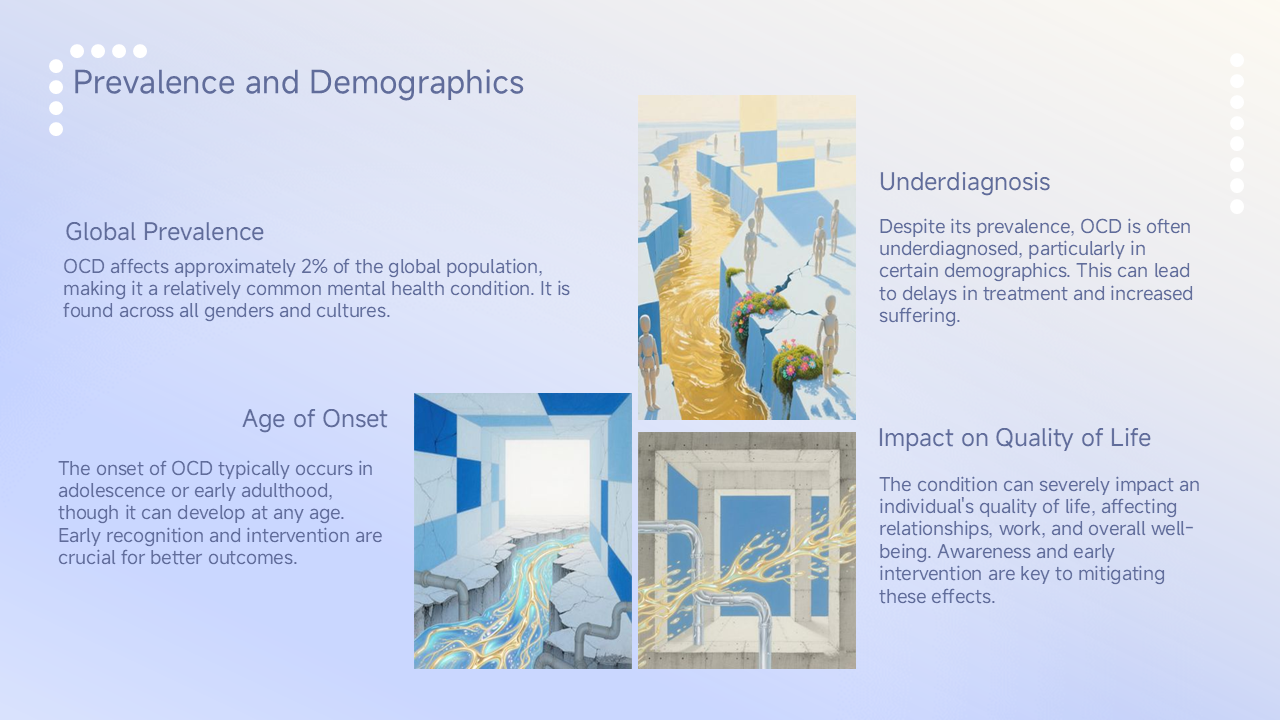 Prevalence and Demographics
Global Prevalence
OCD affects approximately 2% of the global population,
making it a relatively common mental health condition. It is
found across all genders and cultures.
Age of Onset
The onset of OCD typically occurs in
adolescence or early adulthood,
though it can develop at any age.
Early recognition and intervention are
crucial for better outcomes.
Underdiagnosis
Despite its prevalence, OCD is often
underdiagnosed, particularly in
certain demographics. This can lead
to delays in treatment and increased
suffering.
Impact on Quality of Life
The condition can severely impact an
individual's quality of life, affecting
relationships, work, and overall well-
being. Awareness and early
intervention are key to mitigating
these effects.